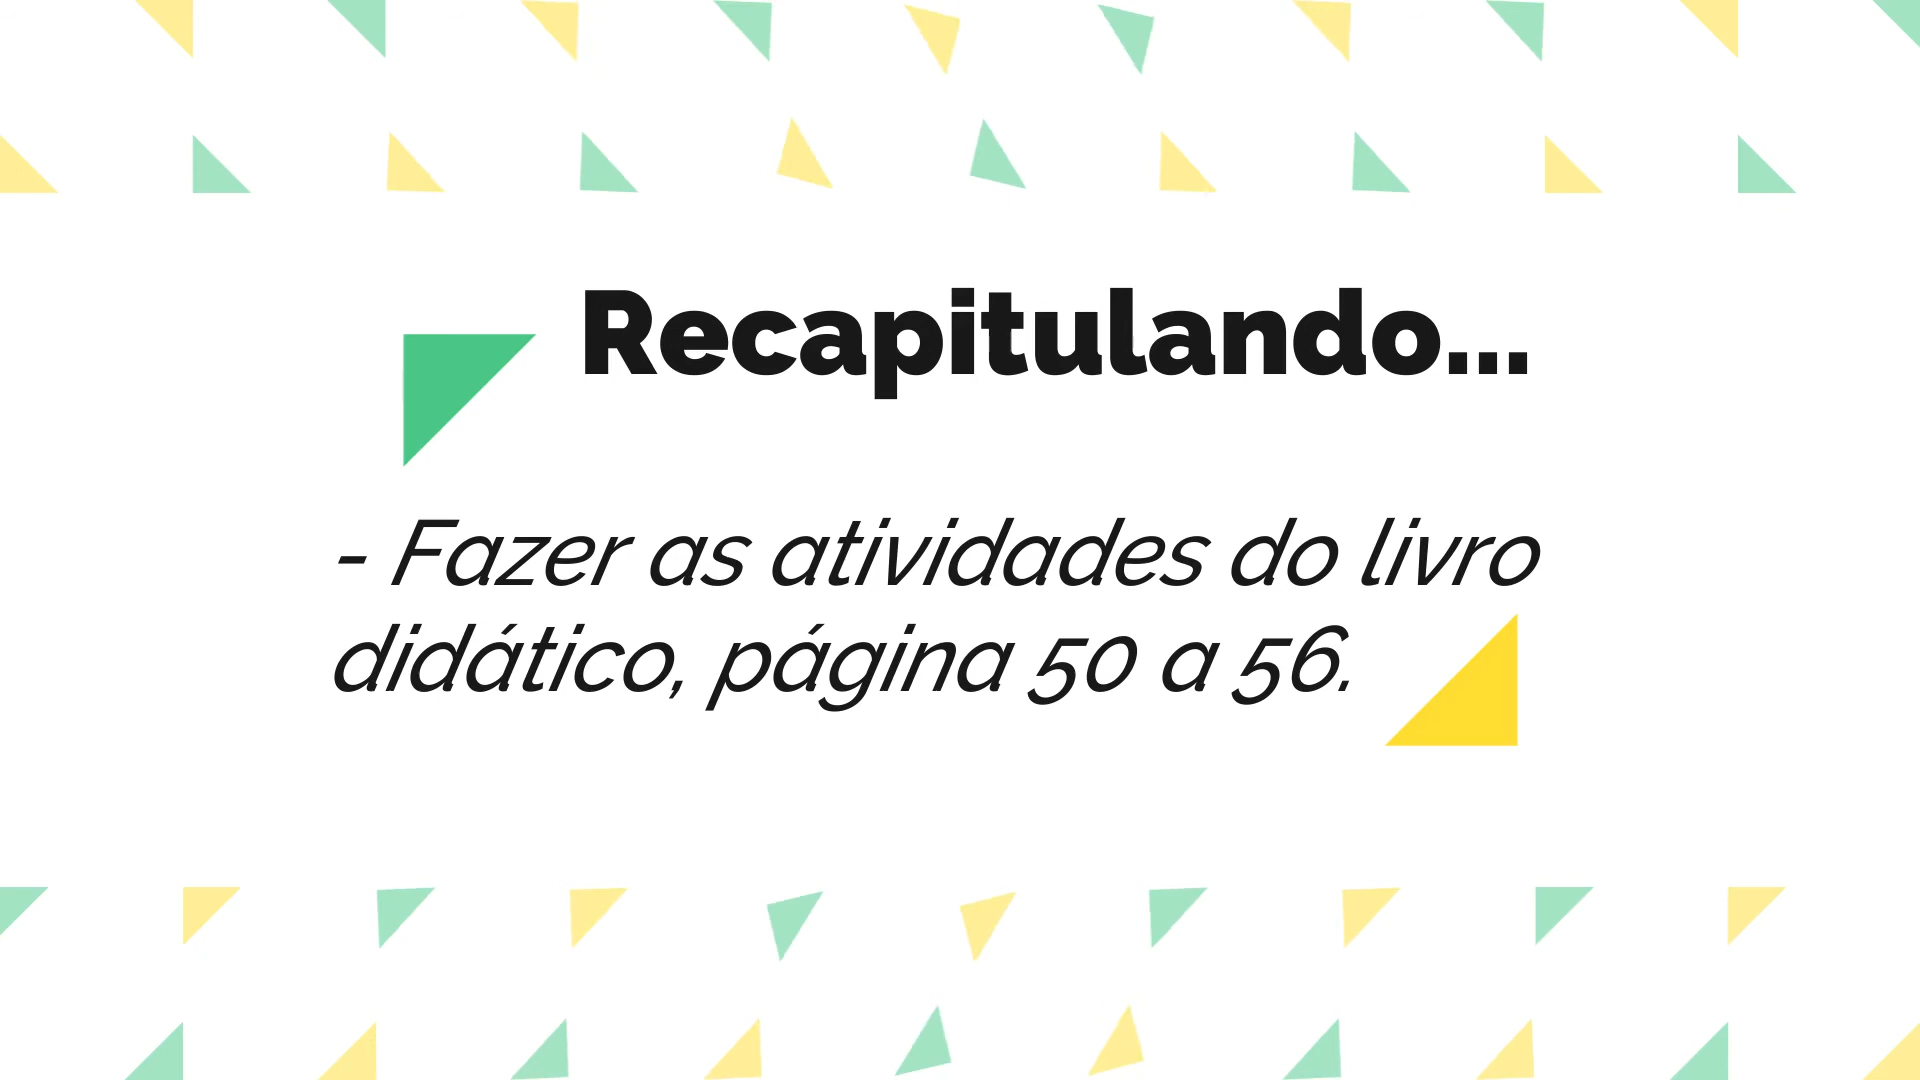 Recapitulando...
- Fazer as atividades do livro
didático, página 50 a 56.